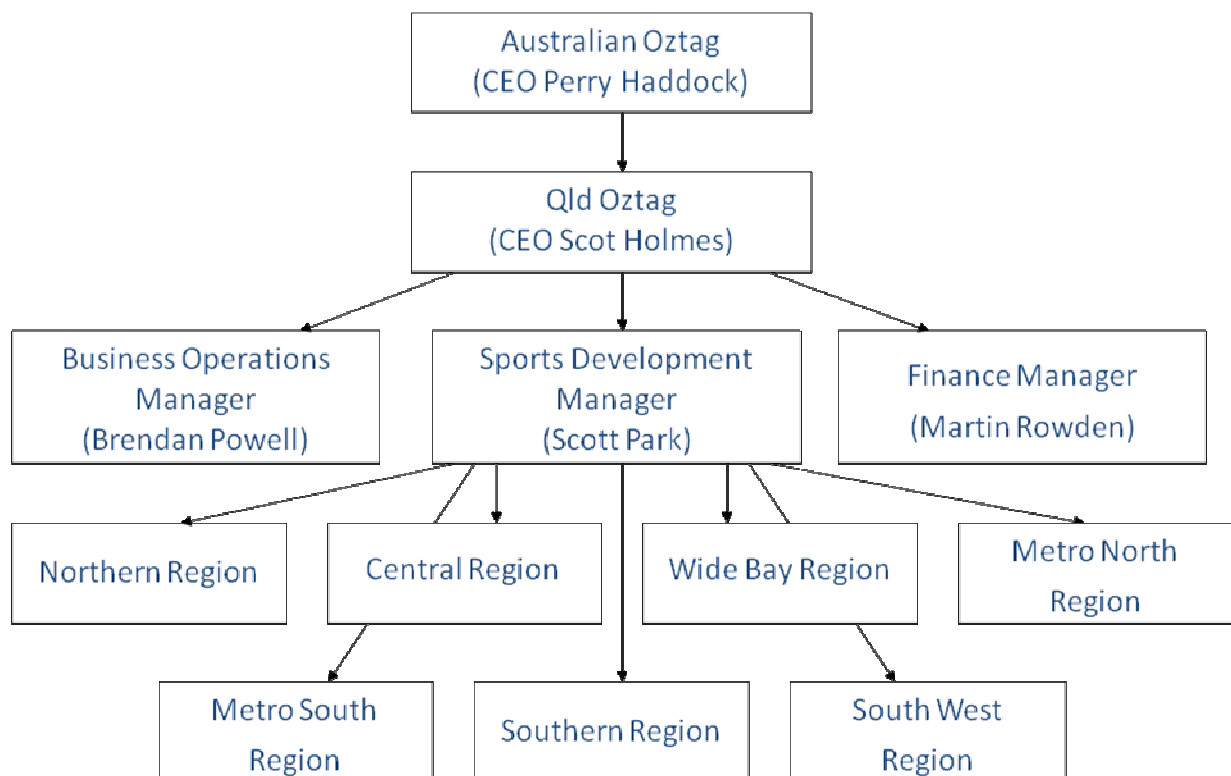 Australian Oztag
(CEO Perry Haddock)
Qld Oztag
(CEO Scot Holmes)
Business Operations
Manager
(Brendan Powell)
Sports Development
Manager
(Scott Park)
Finance Manager
(Martin Rowden)
Northern Region
Central Region
Wide Bay Region
Metro North
Region
Metro South
Region
Southern Region
South West
Region